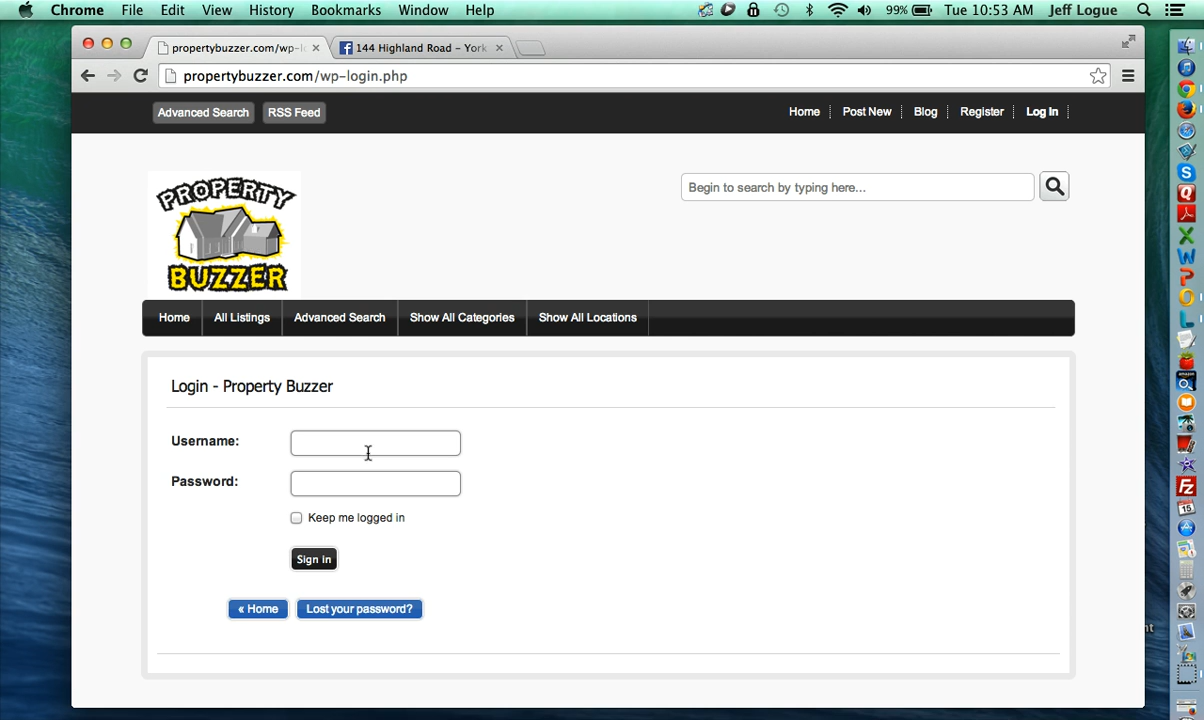 Chrome File Edit View History Bookmarks Window Help 99% Tue 10:53 AM Jeff Logue
propertybuzzer.com/wp-l 144 Highland Road - York
propertybuzzer.com/wp-login.php
Advanced Search RSS Feed Home Post New Blog Register Log In
PROPERTY
BUZZER
Begin to search by typing here...
Home All Listings Advanced Search Show All Categories Show All Locations
Login - Property Buzzer
Username:
Password:
Keep me logged in
Sign in
« Home Lost your password?